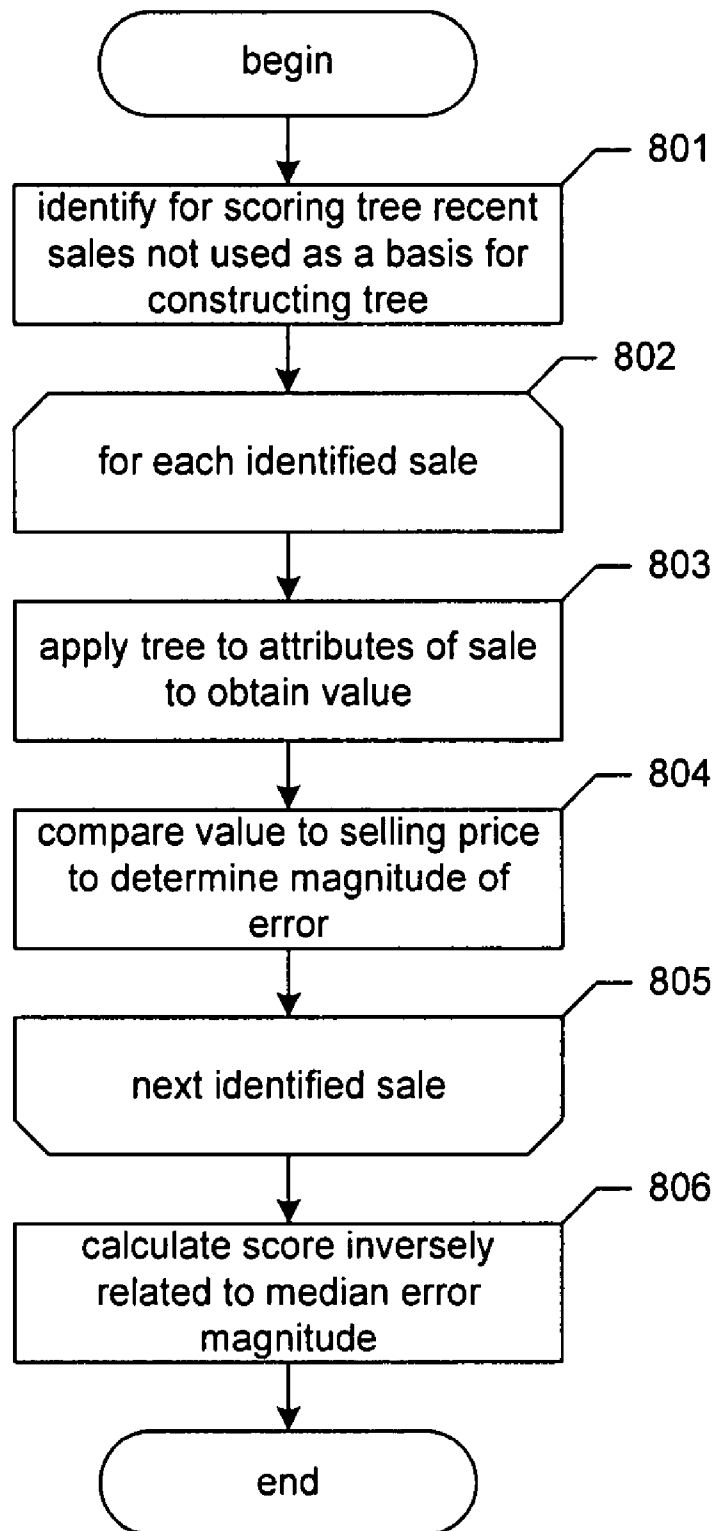 begin
801
identify for scoring tree recent
sales not used as a basis for
constructing tree
802
for each identified sale
803
apply tree to attributes of sale
to obtain value
804
compare value to selling price
to determine magnitude of
error
805
next identified sale
806
calculate score inversely
related to median error
magnitude
end